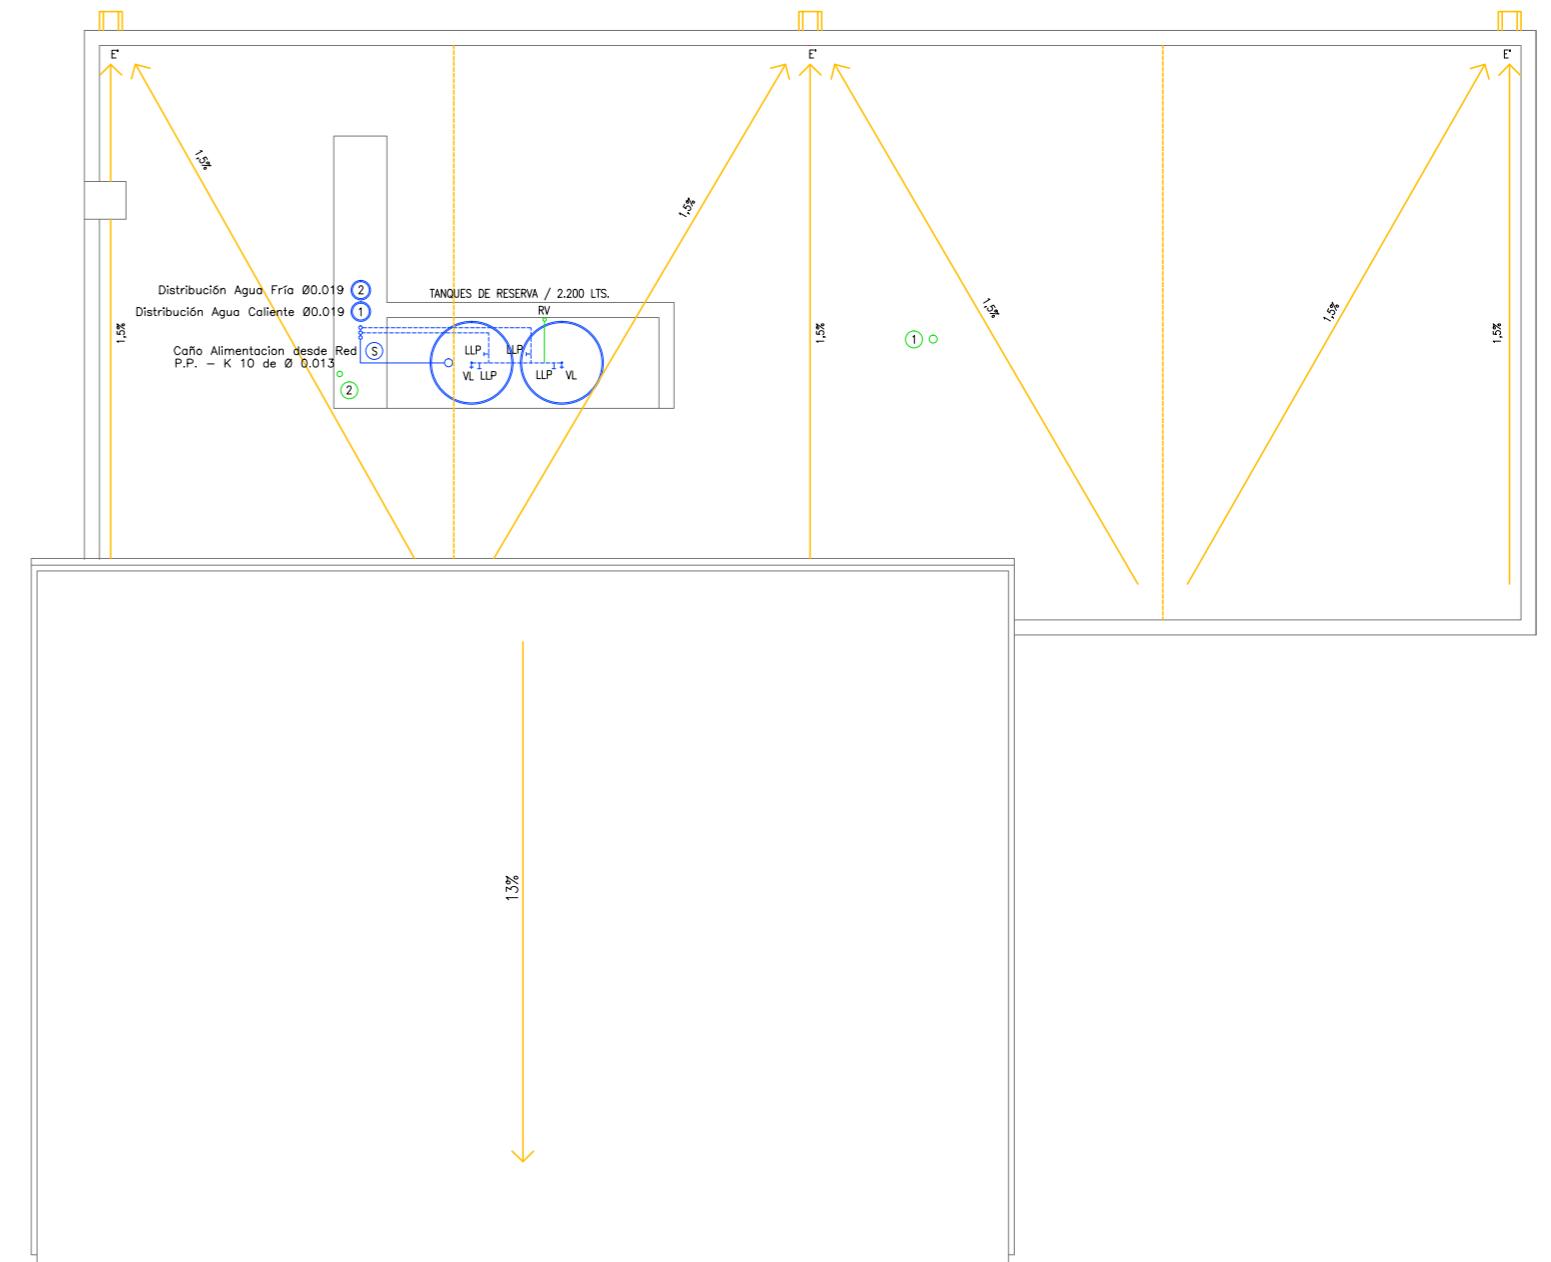 E'
E'
E'
1,5%
1,5%
Distribución Agua Fría Ø0.019
2
TANQUES DE RESERVA / 2.200 LTS.
Distribución Agua Caliente Ø0.019
1
RV
1,5%
1,5%
1,5%
1,5%
1,5%
1
Caño Alimentacion desde Red
S
P.P. – K 10 de Ø 0.013
LLP
LLP
VL
LLP
LLP
VL
2
13%